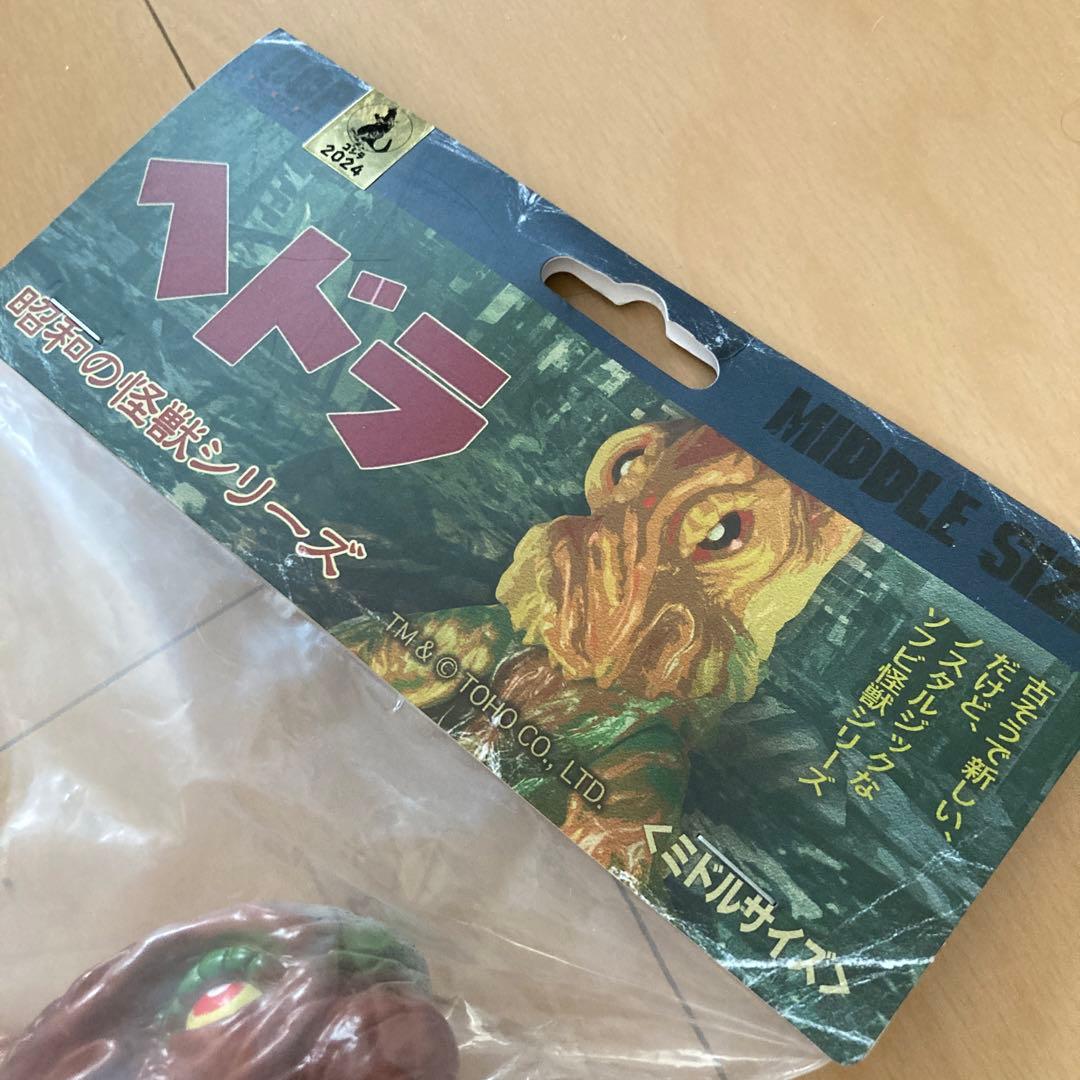 ゴジラ
2024
ヘドラ
昭和の怪獣シリーズ
MIDDLE SIZ
古そうで新しい、
だけど、
ノスタルジックな
ソフビ怪獣シリーズ
TM & © TOHO CO., LTD.
<ミドルサイズ>